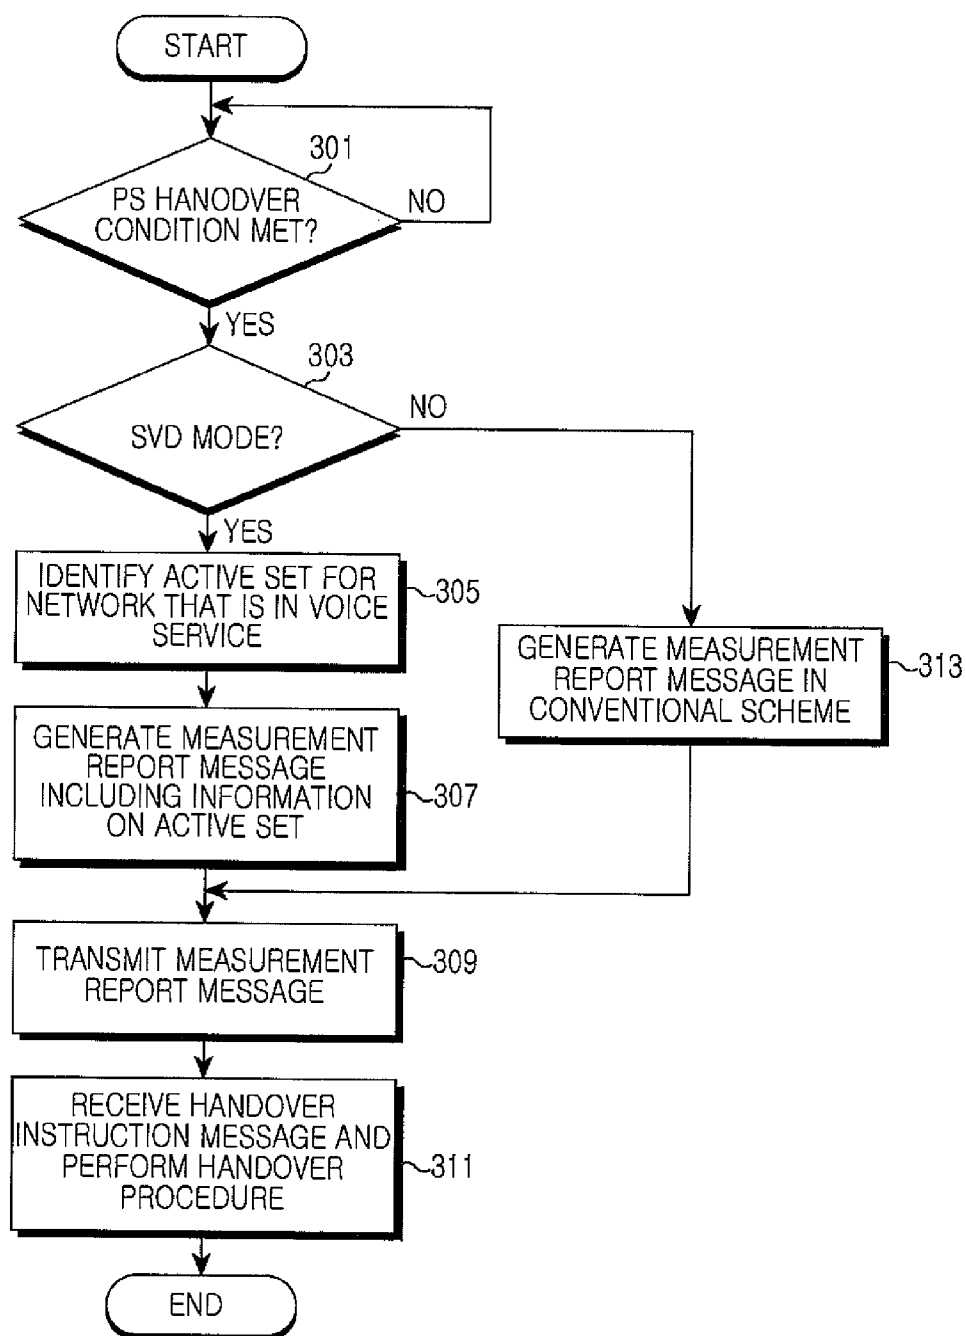 START
301
PS HANODVER
CONDITION MET?
NO
YES
303
SVD MODE?
NO
YES
IDENTIFY ACTIVE SET FOR
NETWORK THAT IS IN VOICE
SERVICE
305
GENERATE MEASUREMENT
REPORT MESSAGE IN
CONVENTIONAL SCHEME
313
GENERATE MEASUREMENT
REPORT MESSAGE
INCLUDING INFORMATION
ON ACTIVE SET
307
TRANSMIT MEASUREMENT
REPORT MESSAGE
309
RECEIVE HANDOVER
INSTRUCTION MESSAGE AND
PERFORM HANDOVER
PROCEDURE
311
END